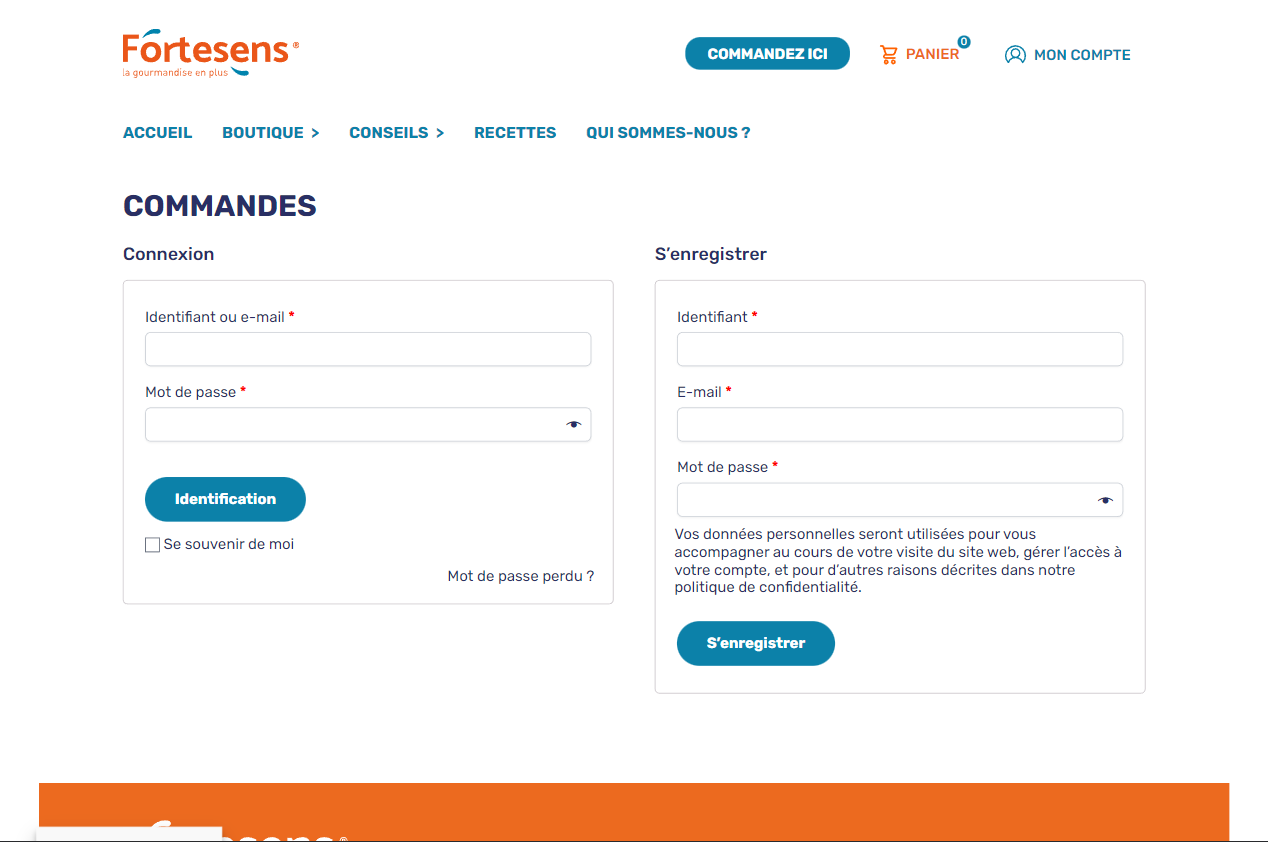 Fortesens®
la gourmandise en plus
COMMANDEZ ICI
PANIER 0
MON COMPTE
ACCUEIL BOUTIQUE > CONSEILS > RECETTES QUI SOMMES-NOUS ?
COMMANDES
Connexion
Identifiant ou e-mail *
Mot de passe *
Identification
Se souvenir de moi
Mot de passe perdu ?
S’enregistrer
Identifiant *
E-mail *
Mot de passe *
Vos données personnelles seront utilisées pour vous
accompagner au cours de votre visite du site web, gérer l’accès à
votre compte, et pour d’autres raisons décrites dans notre
politique de confidentialité.
S’enregistrer